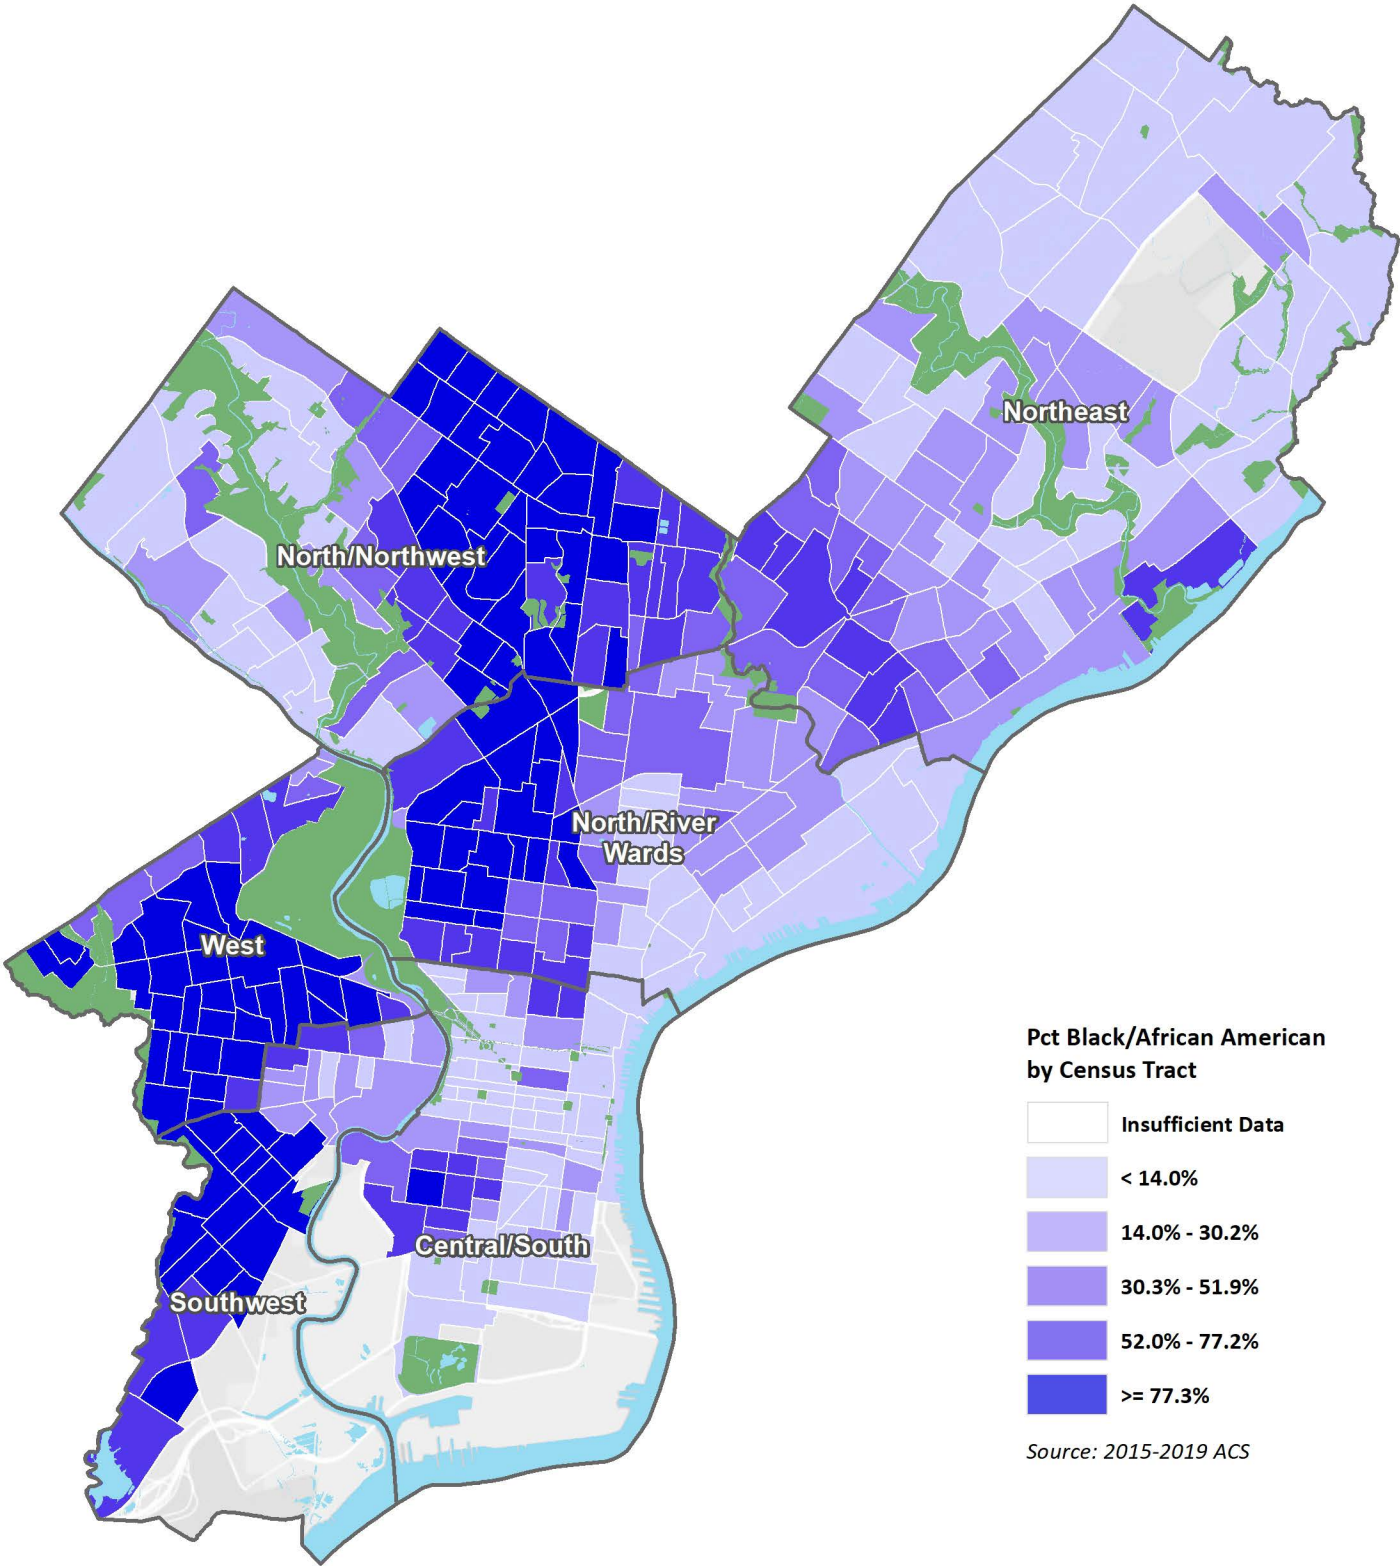 Northeast
North/Northwest
North/River
Wards
West
Central/South
Southwest
Pct Black/African American
by Census Tract
Insufficient Data
< 14.0%
14.0% - 30.2%
30.3% - 51.9%
52.0% - 77.2%
>= 77.3%
Source: 2015-2019 ACS